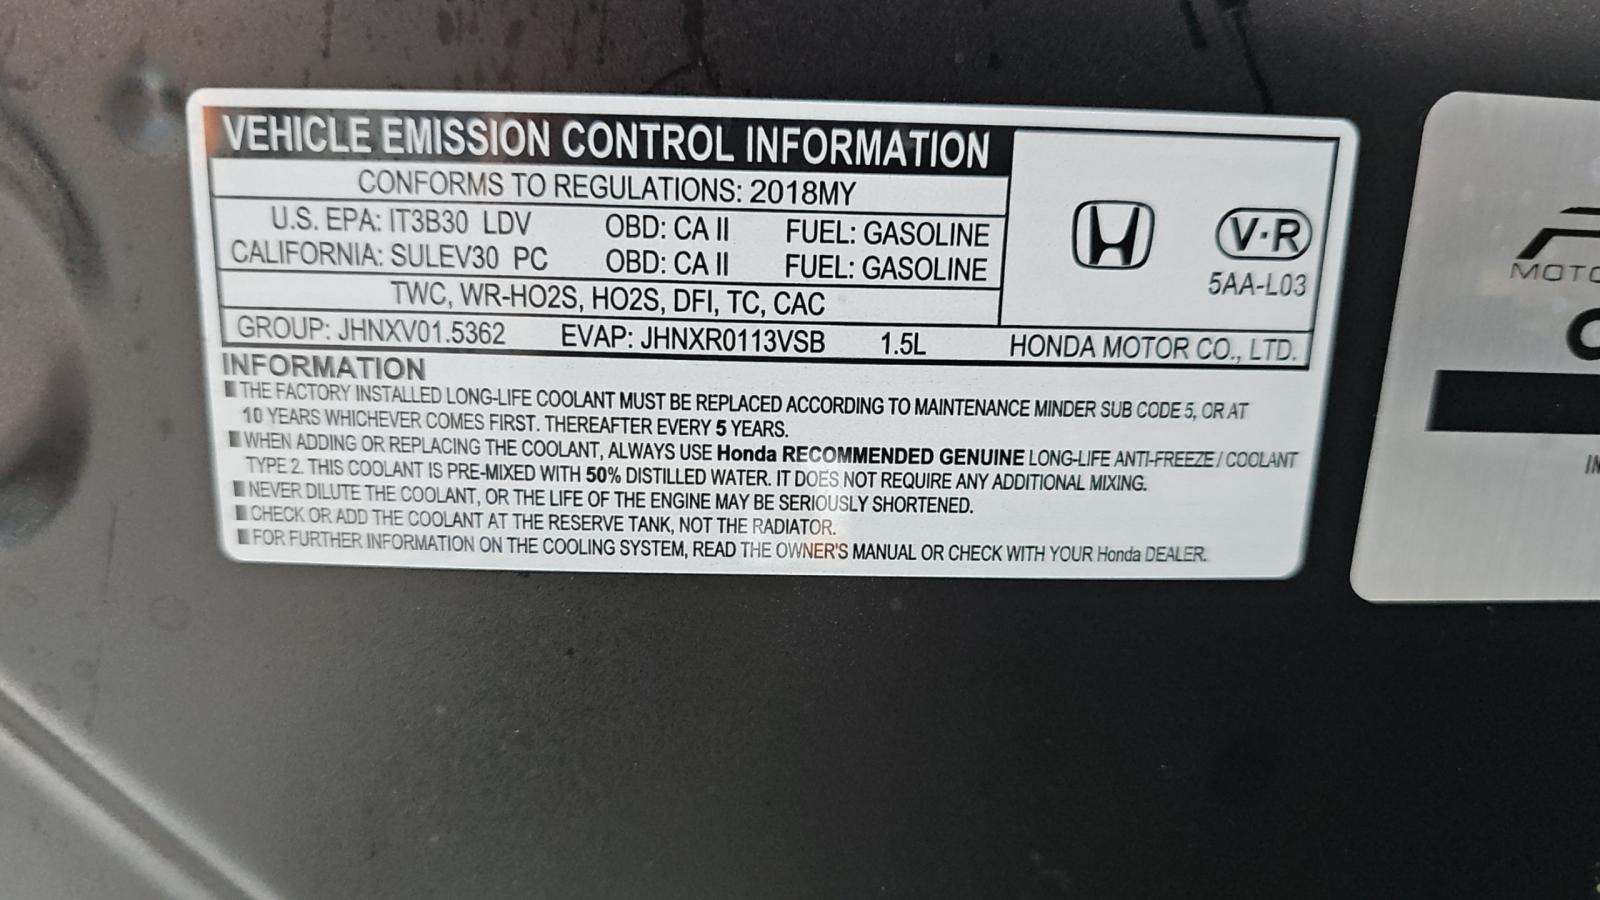 VEHICLE EMISSION CONTROL INFORMATION
CONFORMS TO REGULATIONS: 2018MY
U.S. EPA: IT3B30 LDV OBD: CA II FUEL: GASOLINE
CALIFORNIA: SULEV30 PC OBD: CA II FUEL: GASOLINE
TWC, WR-HO2S, HO2S, DFI, TC, CAC
V·R
5AA-L03
GROUP: JHNXV01.5362 EVAP: JHNXR0113VSB 1.5L HONDA MOTOR CO., LTD.
INFORMATION
■ THE FACTORY INSTALLED LONG-LIFE COOLANT MUST BE REPLACED ACCORDING TO MAINTENANCE MINDER SUB CODE 5, OR AT
10 YEARS WHICHEVER COMES FIRST. THEREAFTER EVERY 5 YEARS.
■ WHEN ADDING OR REPLACING THE COOLANT, ALWAYS USE Honda RECOMMENDED GENUINE LONG-LIFE ANTI-FREEZE / COOLANT
TYPE 2. THIS COOLANT IS PRE-MIXED WITH 50% DISTILLED WATER. IT DOES NOT REQUIRE ANY ADDITIONAL MIXING.
■ NEVER DILUTE THE COOLANT, OR THE LIFE OF THE ENGINE MAY BE SERIOUSLY SHORTENED.
■ CHECK OR ADD THE COOLANT AT THE RESERVE TANK, NOT THE RADIATOR.
■ FOR FURTHER INFORMATION ON THE COOLING SYSTEM, READ THE OWNER'S MANUAL OR CHECK WITH YOUR Honda DEALER.